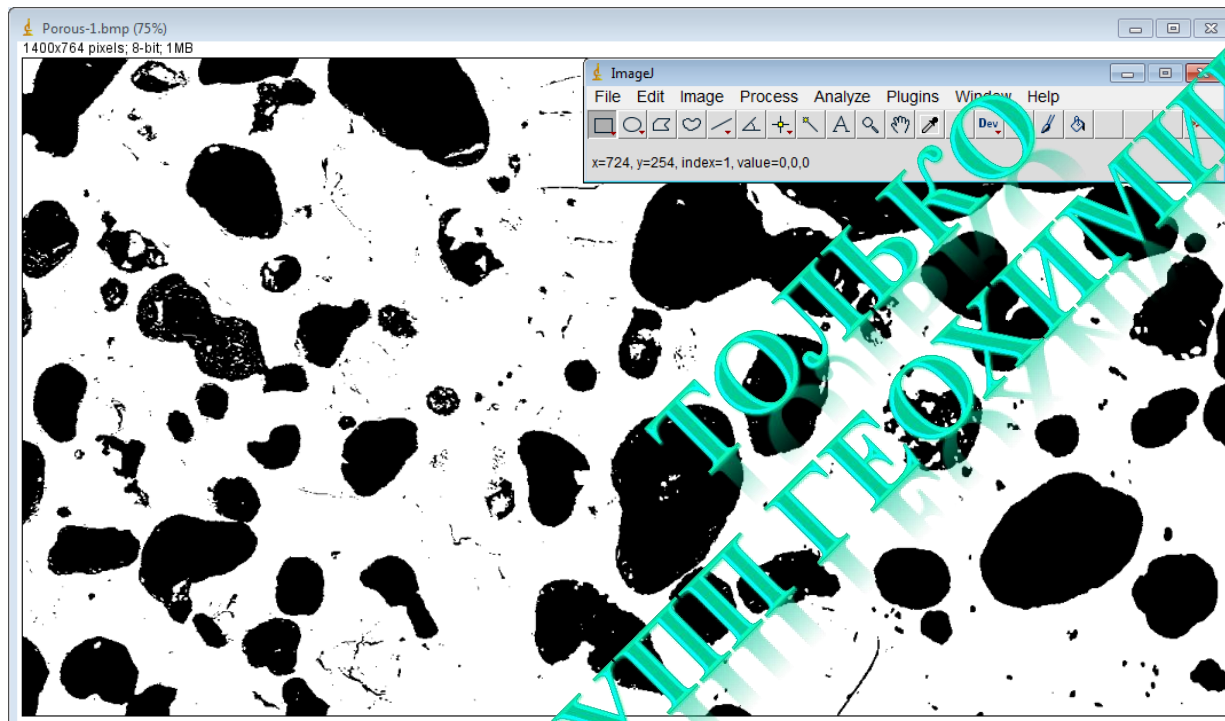 Porous-1.bmp (75%)
1400x764 pixels; 8-bit; 1MB
ImageJ
File Edit Image Process Analyze Plugins Window Help
Dev
x=724, y=254, index=1, value=0,0,0
ТОЛЬКО
ГЕОХИМИ